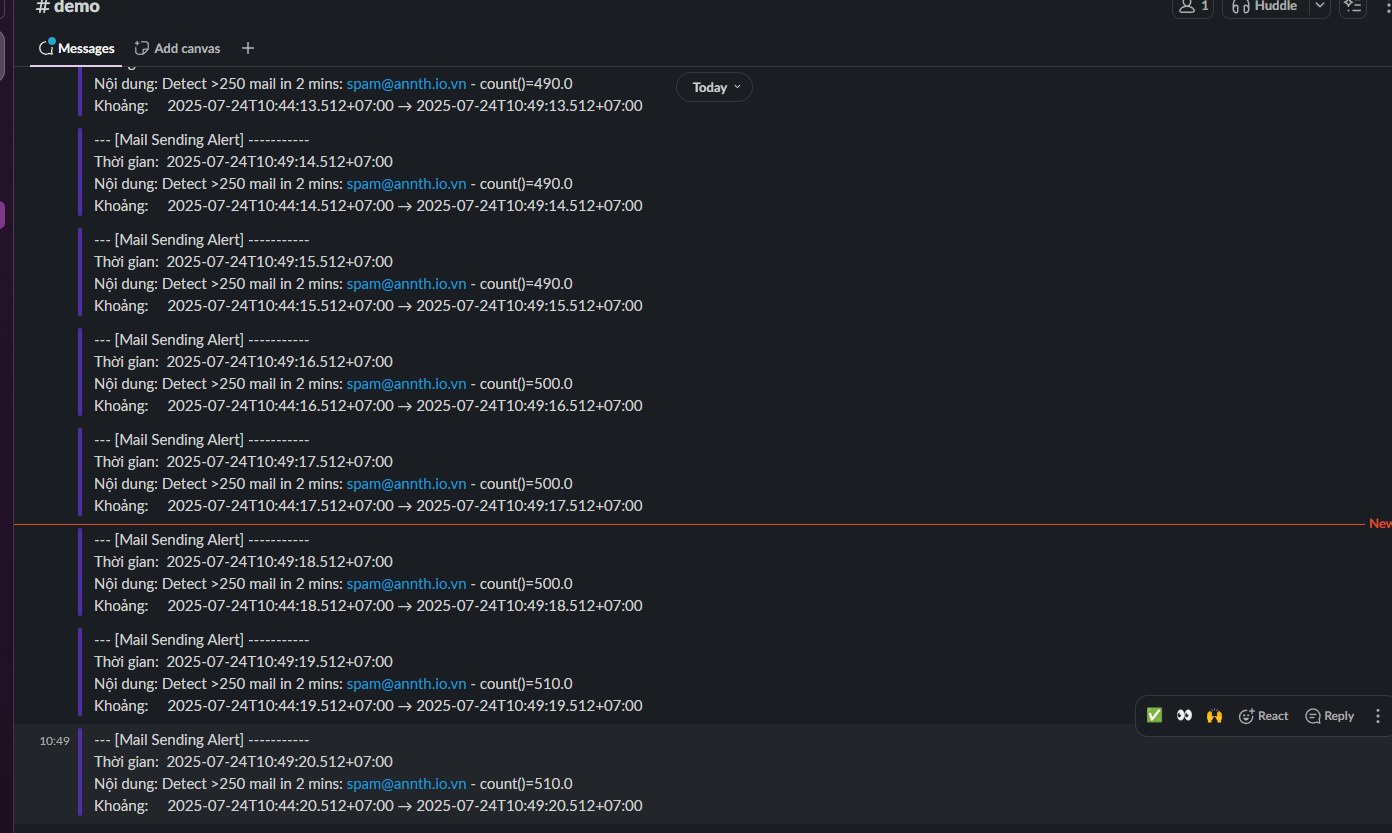 # demo
1
Huddle
Messages
Add canvas
Today
Nội dung: Detect >250 mail in 2 mins: spam@annth.io.vn - count()=490.0
Khoảng: 2025-07-24T10:44:13.512+07:00 → 2025-07-24T10:49:13.512+07:00
--- [Mail Sending Alert] -----------
Thời gian: 2025-07-24T10:49:14.512+07:00
Nội dung: Detect >250 mail in 2 mins: spam@annth.io.vn - count()=490.0
Khoảng: 2025-07-24T10:44:14.512+07:00 → 2025-07-24T10:49:14.512+07:00
--- [Mail Sending Alert] -----------
Thời gian: 2025-07-24T10:49:15.512+07:00
Nội dung: Detect >250 mail in 2 mins: spam@annth.io.vn - count()=490.0
Khoảng: 2025-07-24T10:44:15.512+07:00 → 2025-07-24T10:49:15.512+07:00
--- [Mail Sending Alert] -----------
Thời gian: 2025-07-24T10:49:16.512+07:00
Nội dung: Detect >250 mail in 2 mins: spam@annth.io.vn - count()=500.0
Khoảng: 2025-07-24T10:44:16.512+07:00 → 2025-07-24T10:49:16.512+07:00
--- [Mail Sending Alert] -----------
Thời gian: 2025-07-24T10:49:17.512+07:00
Nội dung: Detect >250 mail in 2 mins: spam@annth.io.vn - count()=500.0
Khoảng: 2025-07-24T10:44:17.512+07:00 → 2025-07-24T10:49:17.512+07:00
New
--- [Mail Sending Alert] -----------
Thời gian: 2025-07-24T10:49:18.512+07:00
Nội dung: Detect >250 mail in 2 mins: spam@annth.io.vn - count()=500.0
Khoảng: 2025-07-24T10:44:18.512+07:00 → 2025-07-24T10:49:18.512+07:00
--- [Mail Sending Alert] -----------
Thời gian: 2025-07-24T10:49:19.512+07:00
Nội dung: Detect >250 mail in 2 mins: spam@annth.io.vn - count()=510.0
Khoảng: 2025-07-24T10:44:19.512+07:00 → 2025-07-24T10:49:19.512+07:00
React
Reply
10:49
--- [Mail Sending Alert] -----------
Thời gian: 2025-07-24T10:49:20.512+07:00
Nội dung: Detect >250 mail in 2 mins: spam@annth.io.vn - count()=510.0
Khoảng: 2025-07-24T10:44:20.512+07:00 → 2025-07-24T10:49:20.512+07:00